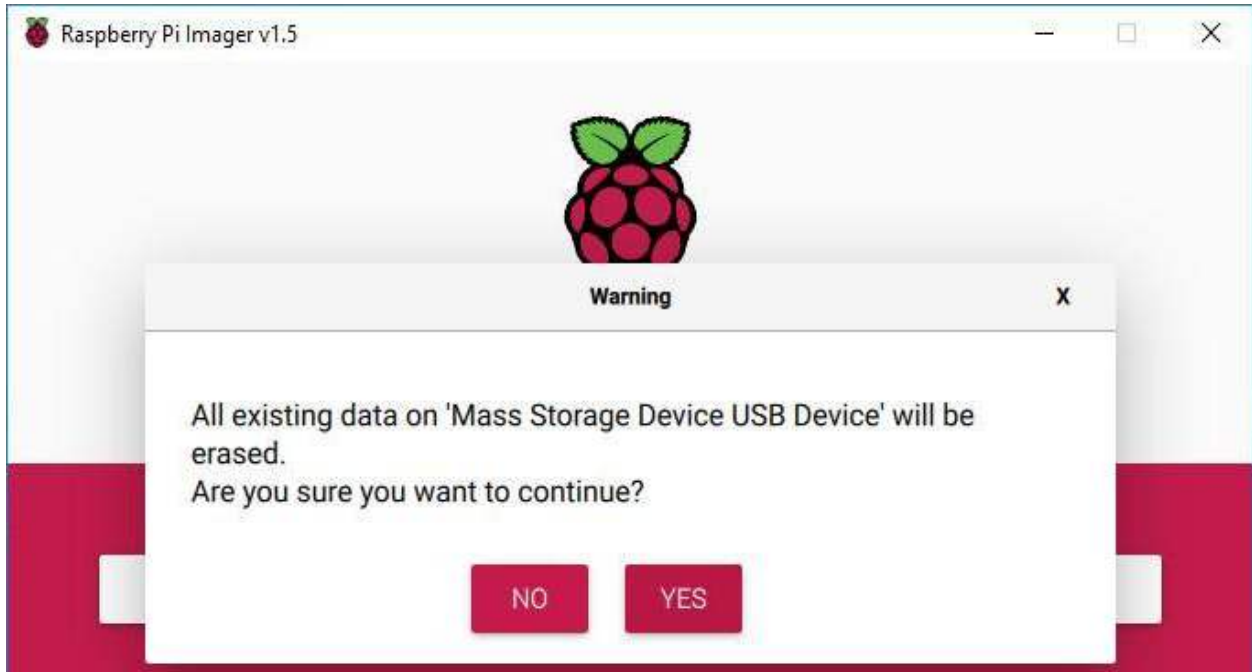 Raspberry Pi Imager v1.5
Warning
X
All existing data on 'Mass Storage Device USB Device' will be
erased.
Are you sure you want to continue?
NO YES